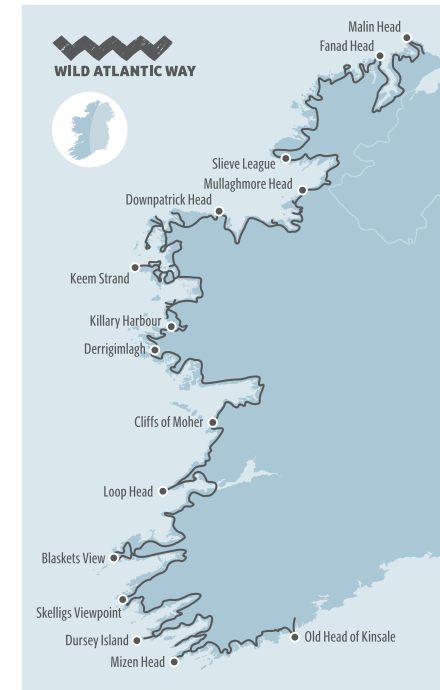 WILD ATLANTIC WAY
Malin Head
Fanad Head
Slieve League
Mullaghmore Head
Downpatrick Head
Keem Strand
Killary Harbour
Derrigimlagh
Cliffs of Moher
Loop Head
Blaskets View
Skelligs Viewpoint
Dursey Island
Old Head of Kinsale
Mizen Head